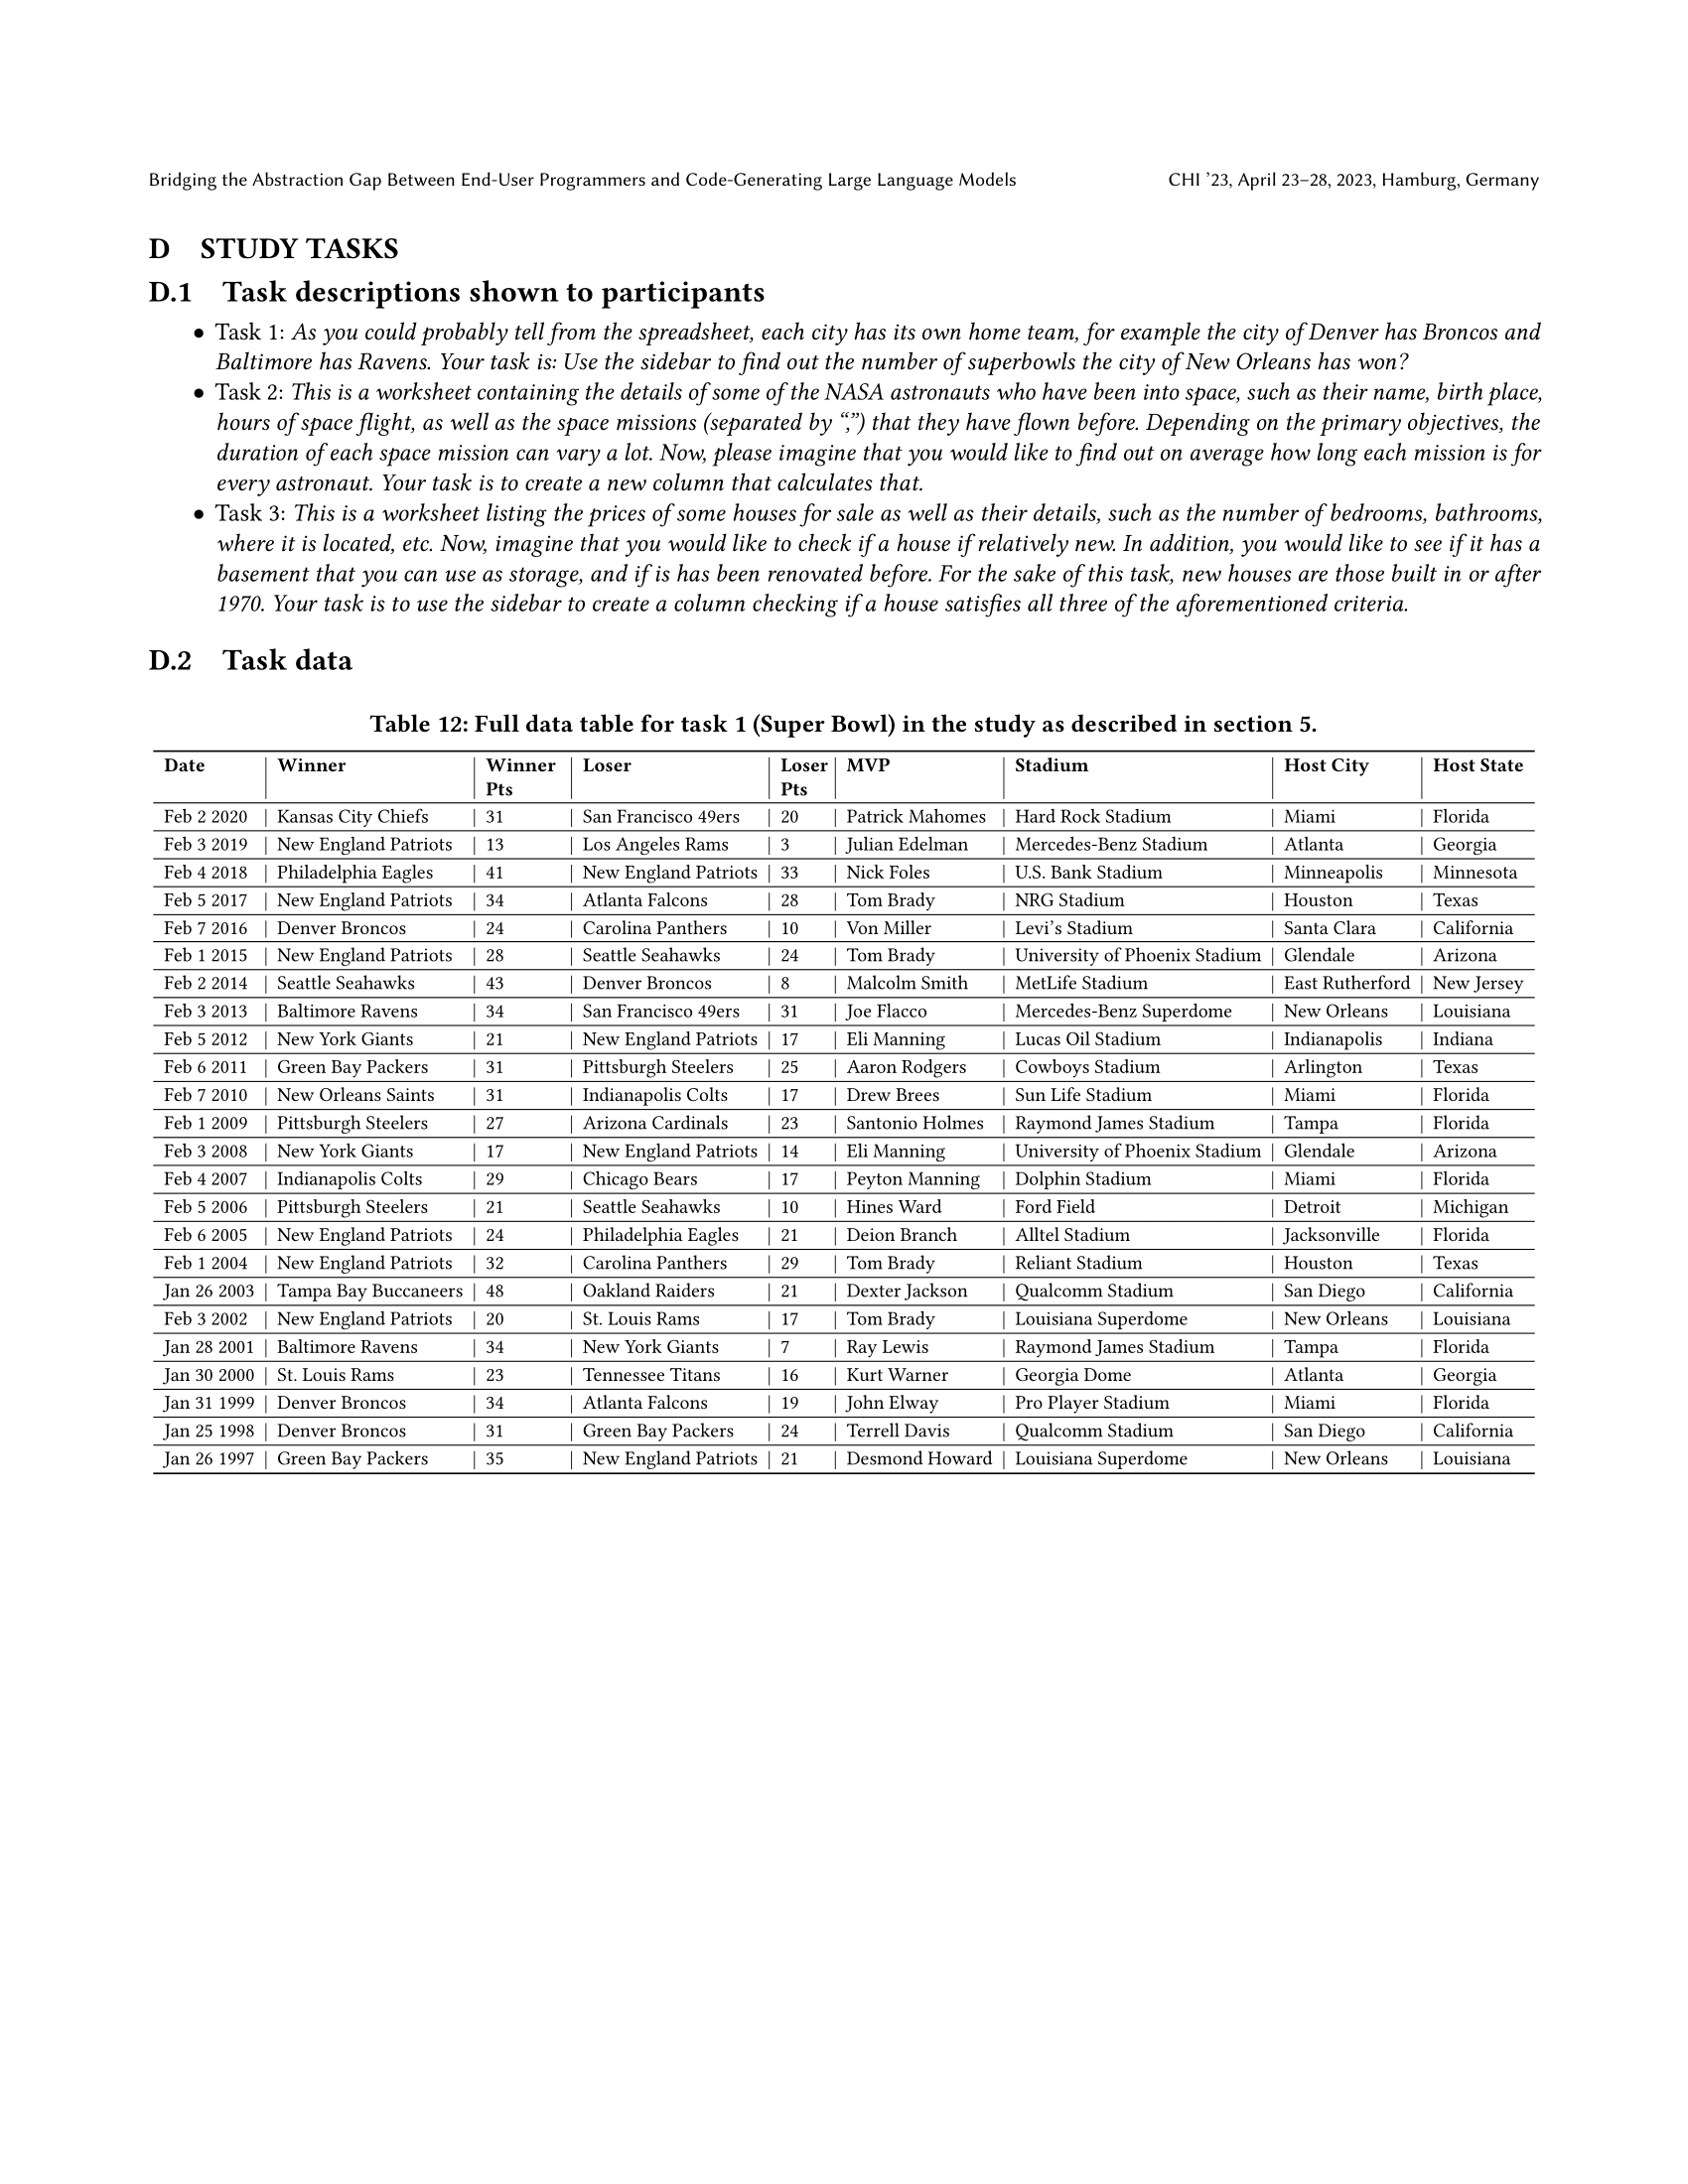 Bridging the Abstraction Gap Between End-User Programmers and Code-Generating Large Language Models CHI ’23, April 23–28, 2023, Hamburg, Germany
D STUDY TASKS
D.1 Task descriptions shown to participants
• Task 1: As you could probably tell from the spreadsheet, each city has its own home team, for example the city of Denver has Broncos and
Baltimore has Ravens. Your task is: Use the sidebar to find out the number of superbowls the city of New Orleans has won?
• Task 2: This is a worksheet containing the details of some of the NASA astronauts who have been into space, such as their name, birth place,
hours of space flight, as well as the space missions (separated by “,”) that they have flown before. Depending on the primary objectives, the
duration of each space mission can vary a lot. Now, please imagine that you would like to find out on average how long each mission is for
every astronaut. Your task is to create a new column that calculates that.
• Task 3: This is a worksheet listing the prices of some houses for sale as well as their details, such as the number of bedrooms, bathrooms,
where it is located, etc. Now, imagine that you would like to check if a house if relatively new. In addition, you would like to see if it has a
basement that you can use as storage, and if is has been renovated before. For the sake of this task, new houses are those built in or after
1970. Your task is to use the sidebar to create a column checking if a house satisfies all three of the aforementioned criteria.
D.2 Task data
Table 12: Full data table for task 1 (Super Bowl) in the study as described in section 5.
Date | Winner | Winner Pts | Loser | Loser Pts | MVP | Stadium | Host City | Host State
Feb 2 2020 | Kansas City Chiefs | 31 | San Francisco 49ers | 20 | Patrick Mahomes | Hard Rock Stadium | Miami | Florida
Feb 3 2019 | New England Patriots | 13 | Los Angeles Rams | 3 | Julian Edelman | Mercedes-Benz Stadium | Atlanta | Georgia
Feb 4 2018 | Philadelphia Eagles | 41 | New England Patriots | 33 | Nick Foles | U.S. Bank Stadium | Minneapolis | Minnesota
Feb 5 2017 | New England Patriots | 34 | Atlanta Falcons | 28 | Tom Brady | NRG Stadium | Houston | Texas
Feb 7 2016 | Denver Broncos | 24 | Carolina Panthers | 10 | Von Miller | Levi’s Stadium | Santa Clara | California
Feb 1 2015 | New England Patriots | 28 | Seattle Seahawks | 24 | Tom Brady | University of Phoenix Stadium | Glendale | Arizona
Feb 2 2014 | Seattle Seahawks | 43 | Denver Broncos | 8 | Malcolm Smith | MetLife Stadium | East Rutherford | New Jersey
Feb 3 2013 | Baltimore Ravens | 34 | San Francisco 49ers | 31 | Joe Flacco | Mercedes-Benz Superdome | New Orleans | Louisiana
Feb 5 2012 | New York Giants | 21 | New England Patriots | 17 | Eli Manning | Lucas Oil Stadium | Indianapolis | Indiana
Feb 6 2011 | Green Bay Packers | 31 | Pittsburgh Steelers | 25 | Aaron Rodgers | Cowboys Stadium | Arlington | Texas
Feb 7 2010 | New Orleans Saints | 31 | Indianapolis Colts | 17 | Drew Brees | Sun Life Stadium | Miami | Florida
Feb 1 2009 | Pittsburgh Steelers | 27 | Arizona Cardinals | 23 | Santonio Holmes | Raymond James Stadium | Tampa | Florida
Feb 3 2008 | New York Giants | 17 | New England Patriots | 14 | Eli Manning | University of Phoenix Stadium | Glendale | Arizona
Feb 4 2007 | Indianapolis Colts | 29 | Chicago Bears | 17 | Peyton Manning | Dolphin Stadium | Miami | Florida
Feb 5 2006 | Pittsburgh Steelers | 21 | Seattle Seahawks | 10 | Hines Ward | Ford Field | Detroit | Michigan
Feb 6 2005 | New England Patriots | 24 | Philadelphia Eagles | 21 | Deion Branch | Alltel Stadium | Jacksonville | Florida
Feb 1 2004 | New England Patriots | 32 | Carolina Panthers | 29 | Tom Brady | Reliant Stadium | Houston | Texas
Jan 26 2003 | Tampa Bay Buccaneers | 48 | Oakland Raiders | 21 | Dexter Jackson | Qualcomm Stadium | San Diego | California
Feb 3 2002 | New England Patriots | 20 | St. Louis Rams | 17 | Tom Brady | Louisiana Superdome | New Orleans | Louisiana
Jan 28 2001 | Baltimore Ravens | 34 | New York Giants | 7 | Ray Lewis | Raymond James Stadium | Tampa | Florida
Jan 30 2000 | St. Louis Rams | 23 | Tennessee Titans | 16 | Kurt Warner | Georgia Dome | Atlanta | Georgia
Jan 31 1999 | Denver Broncos | 34 | Atlanta Falcons | 19 | John Elway | Pro Player Stadium | Miami | Florida
Jan 25 1998 | Denver Broncos | 31 | Green Bay Packers | 24 | Terrell Davis | Qualcomm Stadium | San Diego | California
Jan 26 1997 | Green Bay Packers | 35 | New England Patriots | 21 | Desmond Howard | Louisiana Superdome | New Orleans | Louisiana